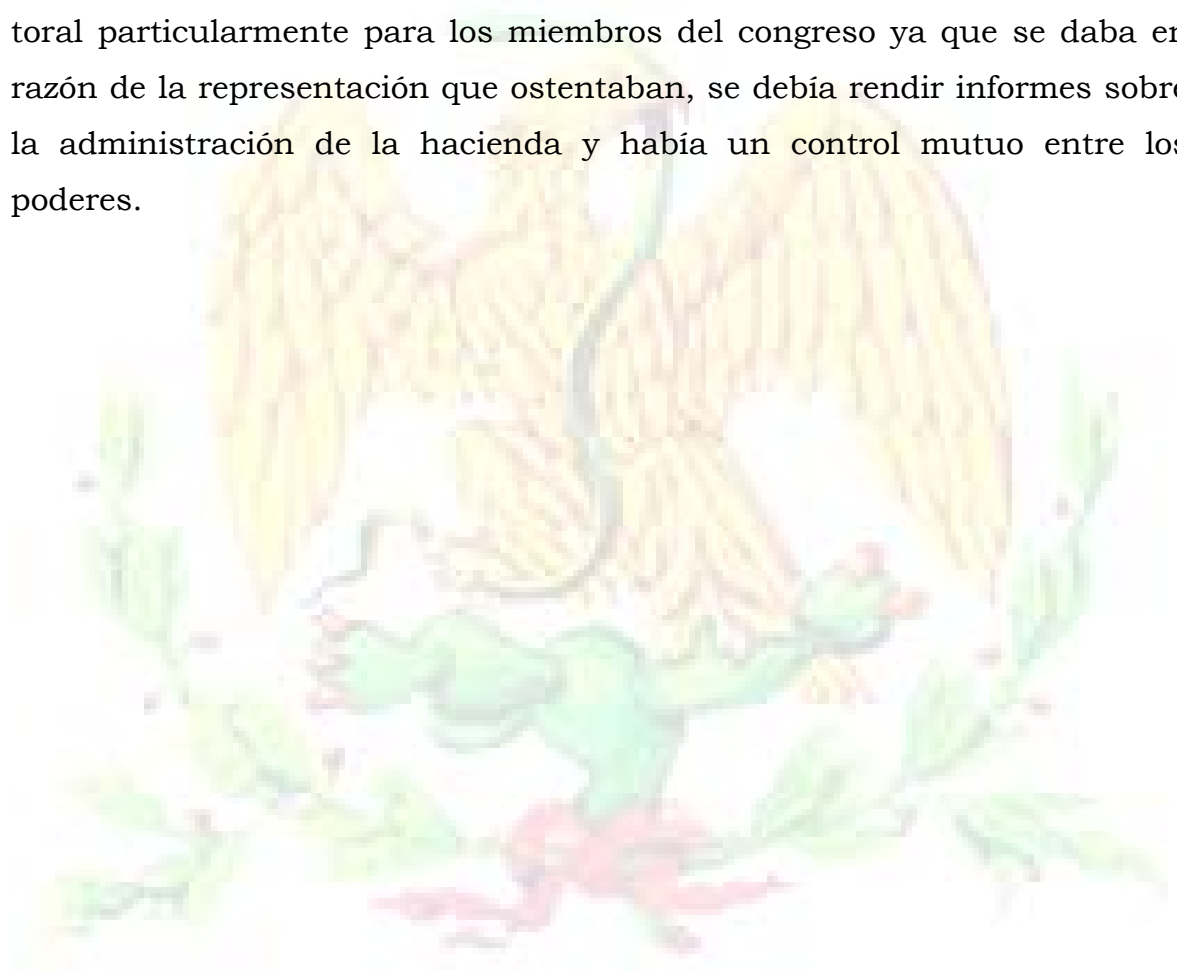 toral particularmente para los miembros del congreso ya que se daba en
razón de la representación que ostentaban, se debía rendir informes sobre
la administración de la hacienda y había un control mutuo entre los
poderes.